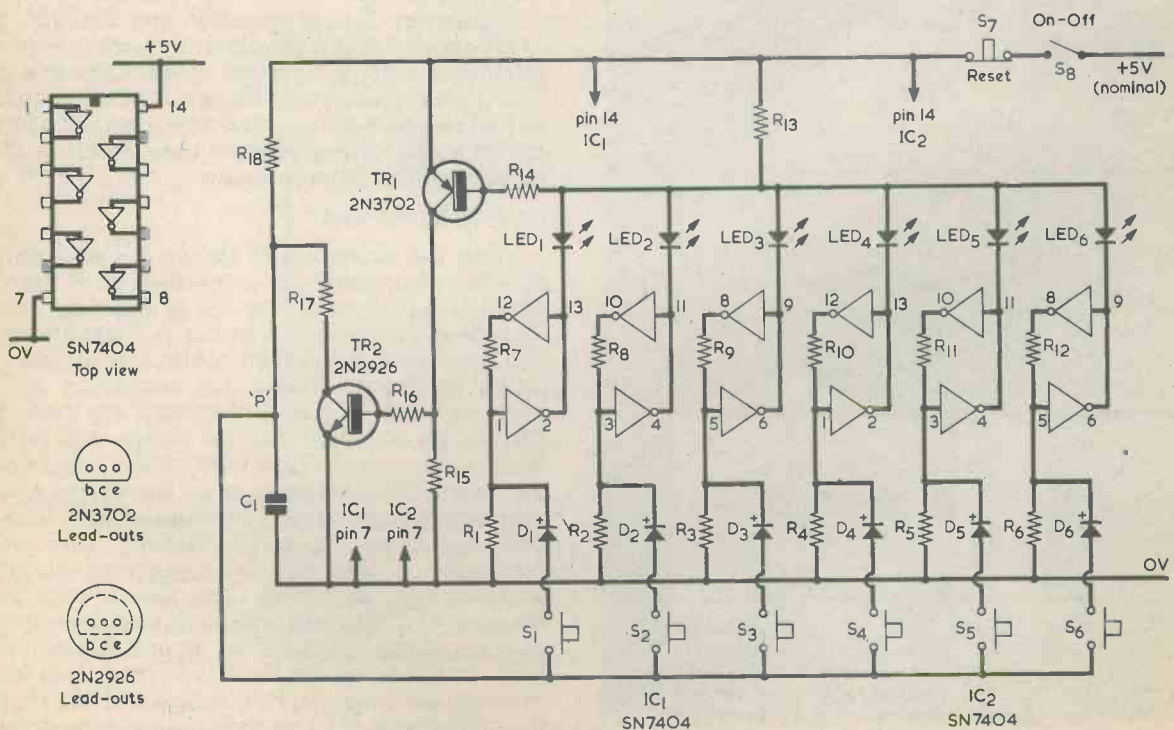 +5V
1
14
7
8
0V
SN7404
Top view
b c e
2N3702
Lead-outs
b c e
2N2926
Lead-outs
S7
On-Off
Reset
S8
+5V
(nominal)
pin 14
IC1
R13
pin 14
IC2
R18
TR1
2N3702
R14
LED1
LED2
LED3
LED4
LED5
LED6
R17
TR2
2N2926
R16
'P'
C1
R15
IC1
pin 7
IC2
pin 7
12
13
10
11
8
9
12
13
10
11
8
9
R7
R8
R9
R10
R11
R12
1
2
3
4
5
6
1
2
3
4
5
6
R1
D1
+
R2
D2
+
R3
D3
+
R4
D4
+
R5
D5
+
R6
D6
+
0V
S1
S2
S3
S4
S5
S6
IC1
SN7404
IC2
SN7404